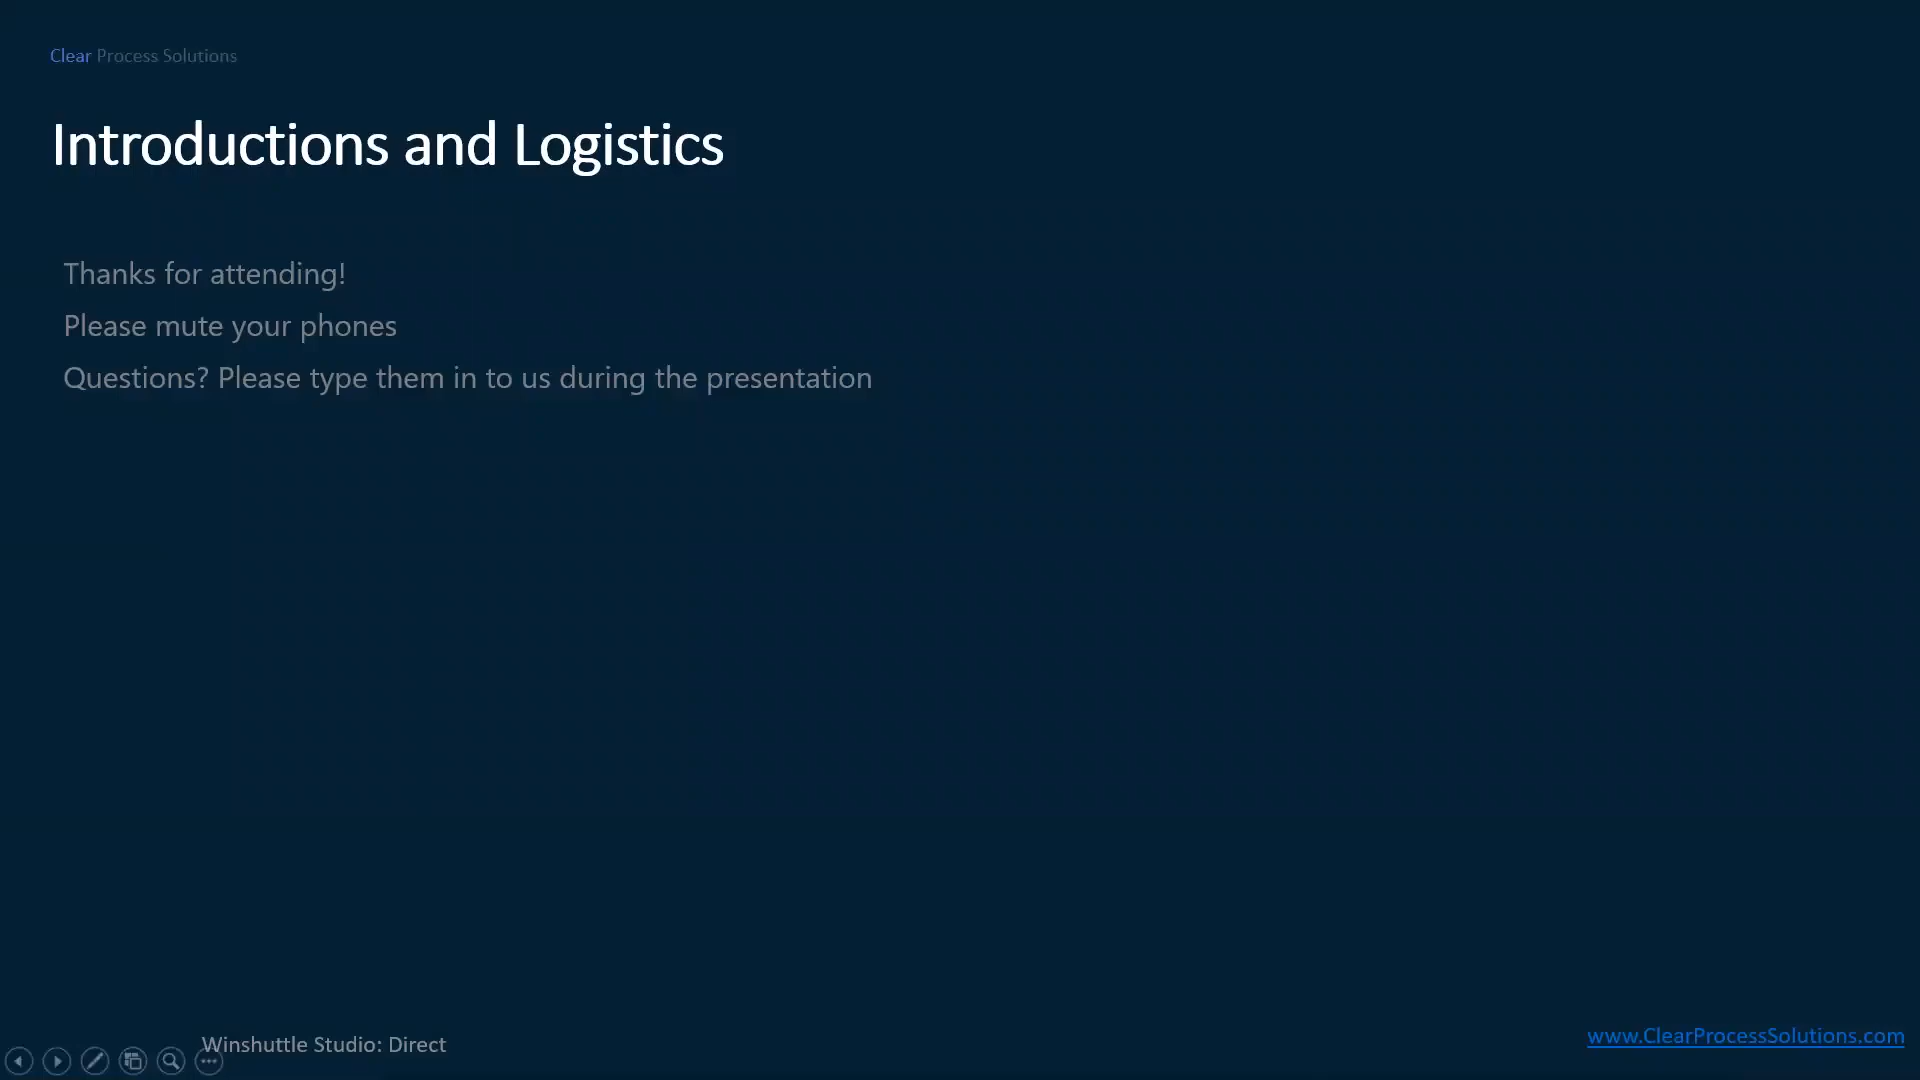 Clear Process Solutions
Introductions and Logistics
Thanks for attending!
Please mute your phones
Questions? Please type them in to us during the presentation
Winshuttle Studio: Direct
www.ClearProcessSolutions.com